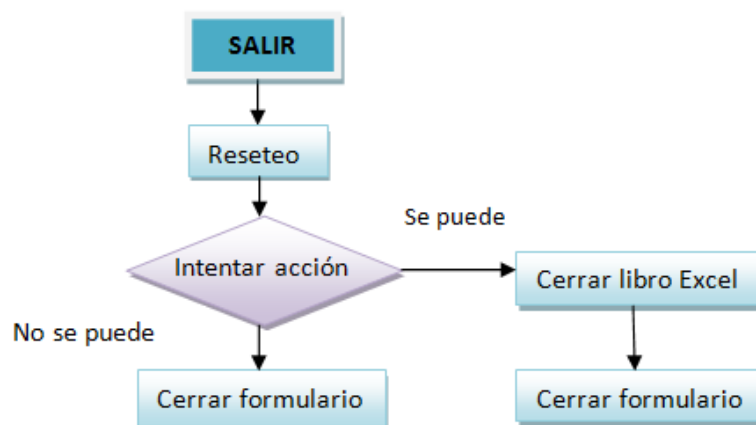 SALIR
Reseteo
Se puede
Intentar acción
Cerrar libro Excel
No se puede
Cerrar formulario
Cerrar formulario